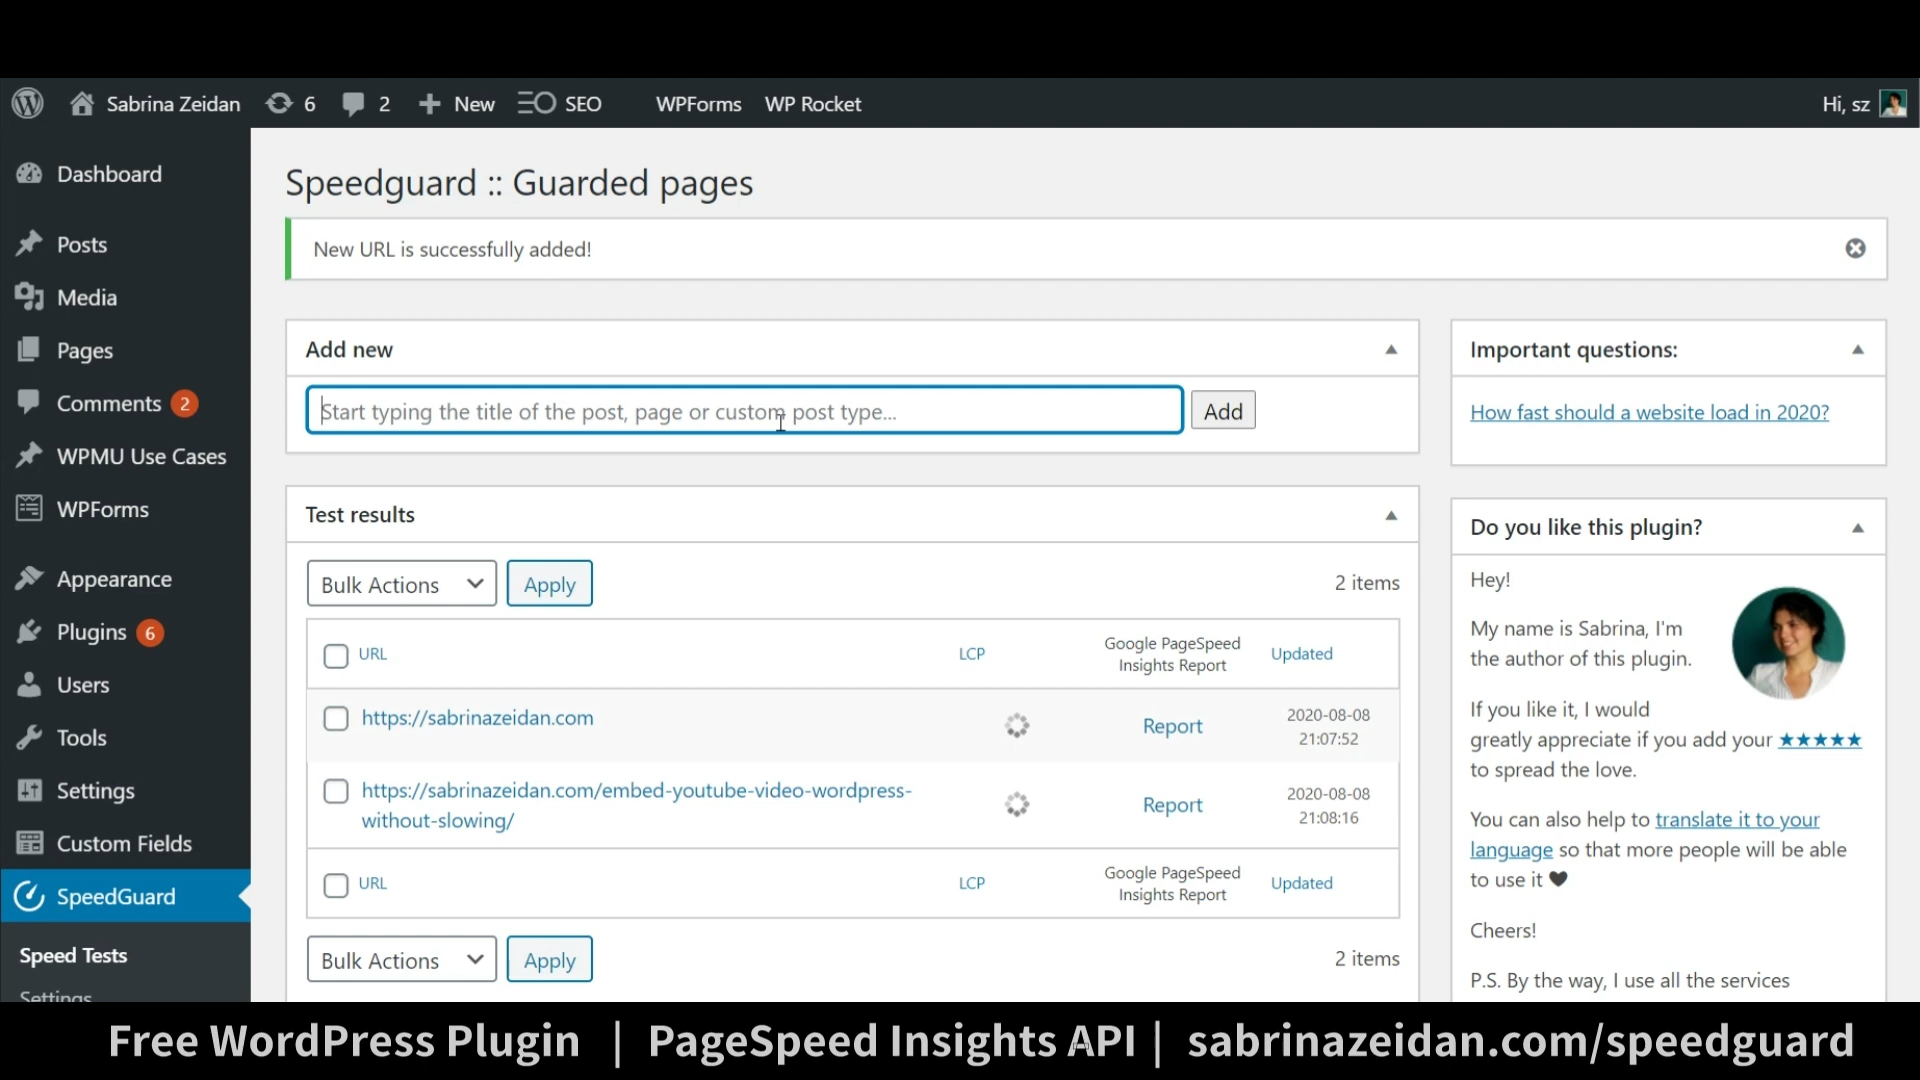 Sabrina Zeidan 6 2 New SEO WPForms WP Rocket Hi, sz
Dashboard
Posts
Media
Pages
Comments 2
WPMU Use Cases
WPForms
Appearance
Plugins 6
Users
Tools
Settings
Custom Fields
SpeedGuard
Speed Tests
Settings
Speedguard :: Guarded pages
New URL is successfully added!
Add new
Start typing the title of the post, page or custom post type...
Add
Test results
Bulk Actions Apply 2 items
URL LCP Google PageSpeed Insights Report Updated
https://sabrinazeidan.com Report 2020-08-08
21:07:52
https://sabrinazeidan.com/embed-youtube-video-wordpress-
without-slowing/ Report 2020-08-08
21:08:16
URL LCP Google PageSpeed Insights Report Updated
Bulk Actions Apply 2 items
Important questions:
How fast should a website load in 2020?
Do you like this plugin?
Hey!
My name is Sabrina, I'm
the author of this plugin.
If you like it, I would
greatly appreciate if you add your ★★★★★
to spread the love.
You can also help to translate it to your
language so that more people will be able
to use it ♥
Cheers!
P.S. By the way, I use all the services
Free WordPress Plugin | PageSpeed Insights API | sabrinazeidan.com/speedguard